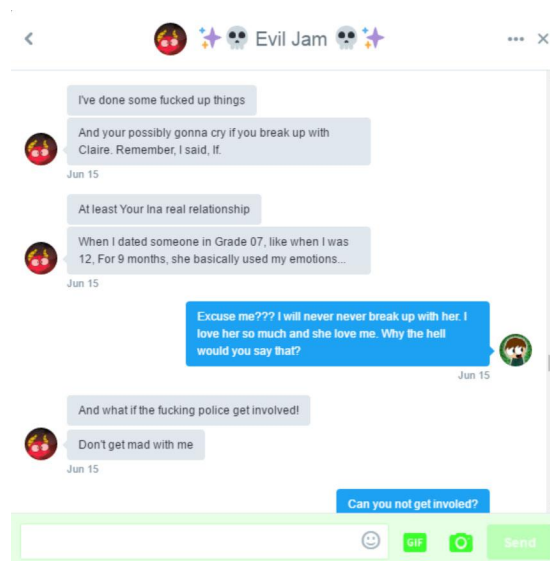 ✨💀 Evil Jam 💀✨
I've done some fucked up things
And your possibly gonna cry if you break up with
Claire. Remember, I said, If.
Jun 15
At least Your Ina real relationship
When I dated someone in Grade 07, like when I was
12, For 9 months, she basically used my emotions...
Jun 15
Excuse me??? I will never never break up with her. I
love her so much and she love me. Why the hell
would you say that?
Jun 15
And what if the fucking police get involved!
Don't get mad with me
Jun 15
Can you not get involed?
GIF
Send